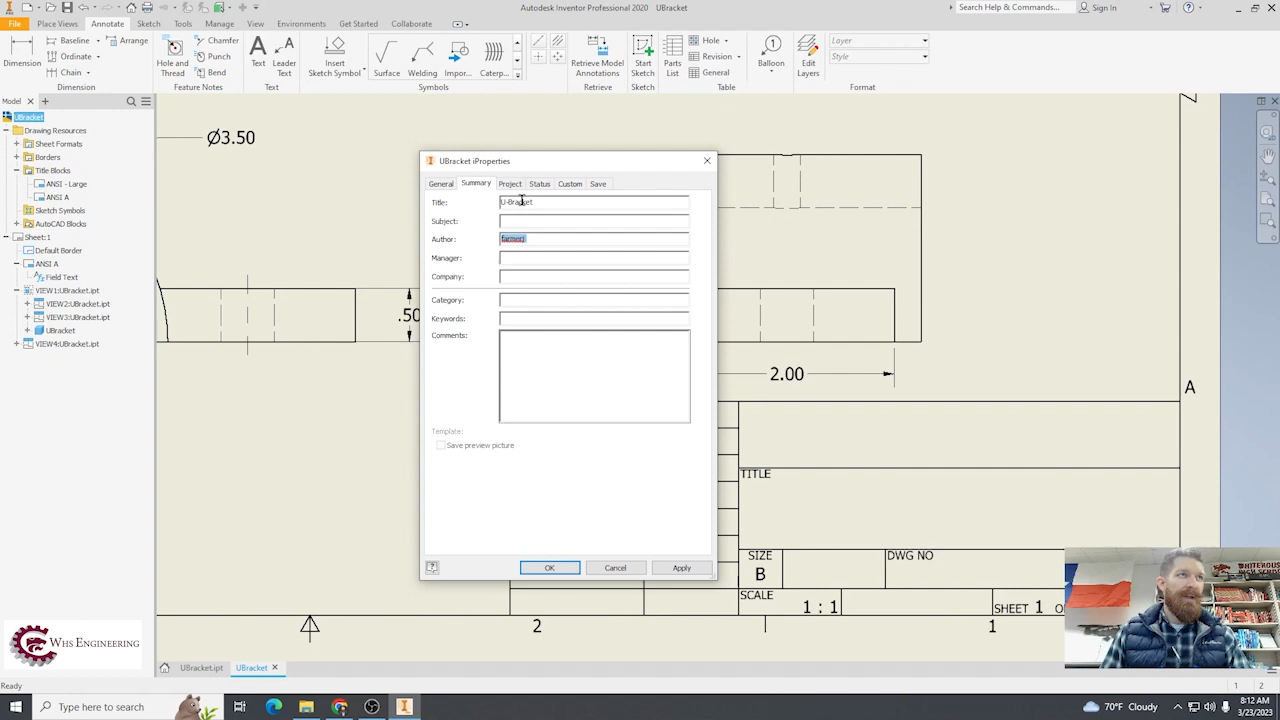 Autodesk Inventor Professional 2020 UBracket
Search Help & Commands...
Sign In
File Place Views Annotate Sketch Tools Manage View Environments Get Started Collaborate
Dimension
Baseline
Ordinate
Chain
Arrange
Dimension
Hole and Thread
Chamfer
Punch
Bend
Feature Notes
Text
Leader Text
Text
Insert Sketch Symbol
Surface
Welding
Impor...
Caterp...
Symbols
Retrieve Model Annotations
Retrieve
Start Sketch
Sketch
Parts List
Hole
Revision
General
Table
Balloon
Edit Layers
Layer
Style
Format
Model
UBracket
Drawing Resources
Sheet Formats
Borders
Title Blocks
ANSI - Large
ANSI A
Sketch Symbols
AutoCAD Blocks
Sheet:1
Default Border
ANSI A
Field Text
VIEW1:UBracket.ipt
VIEW2:UBracket.ipt
VIEW3:UBracket.ipt
UBracket
VIEW4:UBracket.ipt
Ø3.50
.50
2.00
A
UBracket iProperties
General Summary Project Status Custom Save
Title: U-Bracket
Subject:
Author: farmerj
Manager:
Company:
Category:
Keywords:
Comments:
Template:
Save preview picture
OK Cancel Apply
TITLE
SIZE
B
DWG NO
SCALE
1 : 1
SHEET 1
2
1
WHS ENGINEERING
UBracket.ipt UBracket
Ready
1 2
Type here to search
70°F Cloudy
8:12 AM
3/23/2023